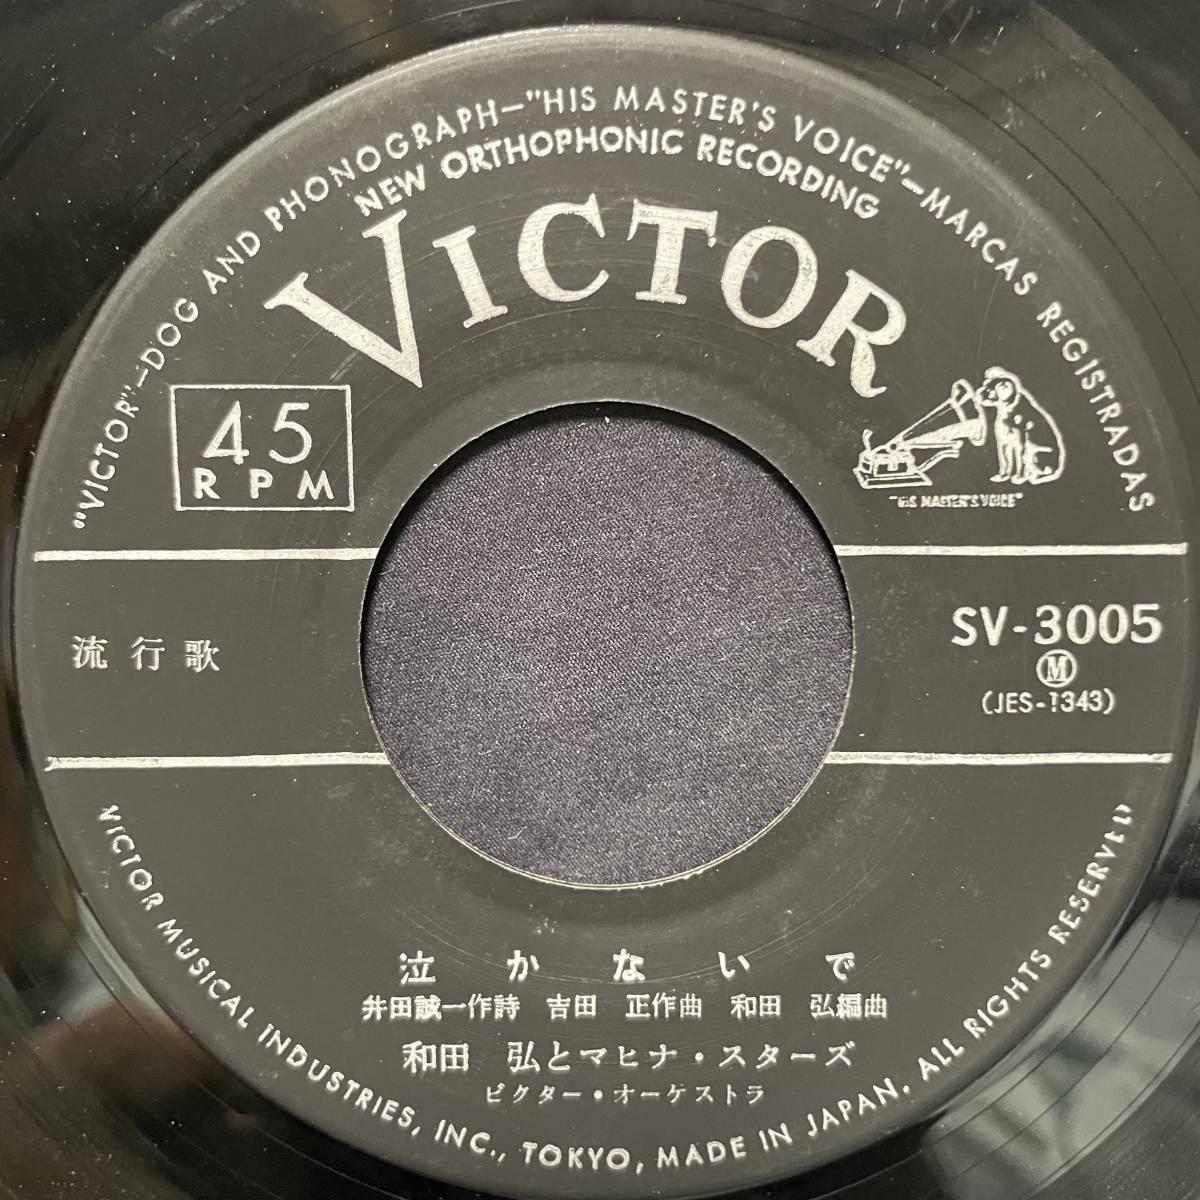 "VICTOR"—DOG AND PHONOGRAPH—"HIS MASTER'S VOICE"—MARCAS REGISTRADAS
NEW ORTHOPHONIC RECORDING
VICTOR
45
RPM
"HIS MASTER'S VOICE"
流行歌
SV-3005
Ⓜ
(JES-1343)
泣かないで
井田誠一作詩 吉田 正作曲 和田 弘編曲
和田 弘とマヒナ・スターズ
ビクター・オーケストラ
VICTOR MUSICAL INDUSTRIES, INC., TOKYO, MADE IN JAPAN. ALL RIGHTS RESERVED